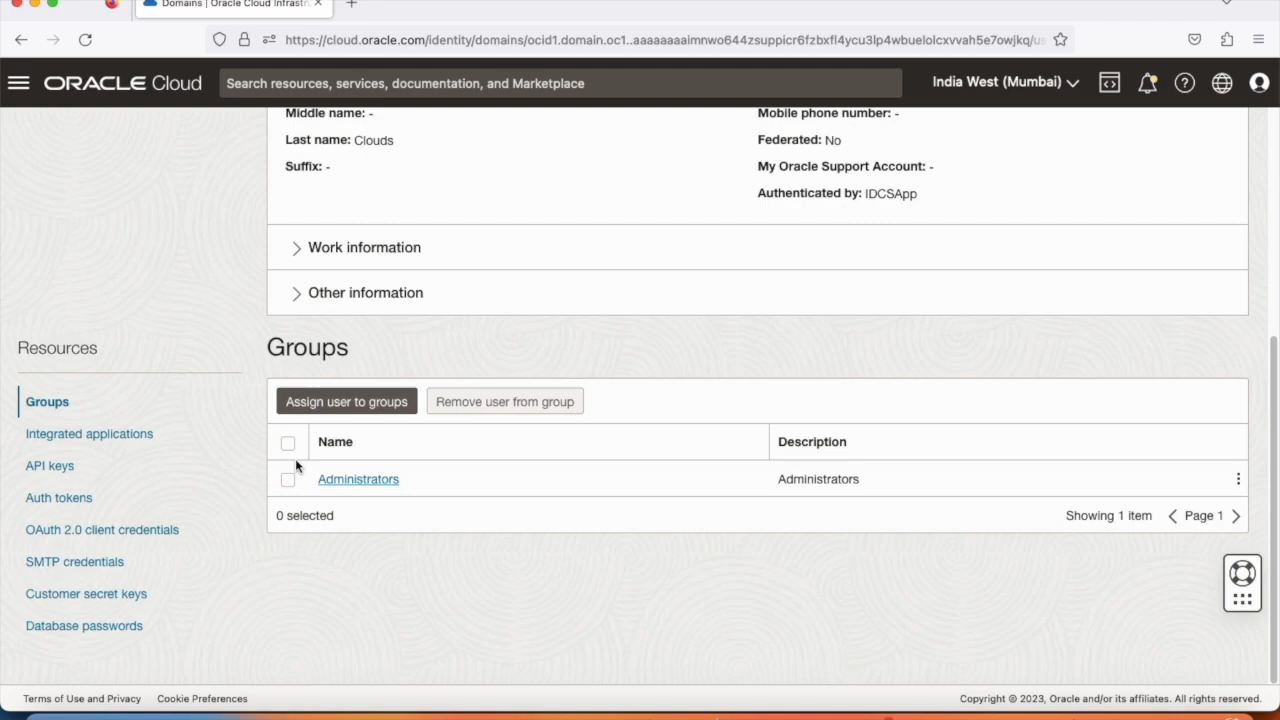 Domains | Oracle Cloud Infrastr
https://cloud.oracle.com/identity/domains/ocid1.domain.oc1..aaaaaaaaimnwo644zsuppicr6fzbxfl4ycu3lp4wbuelolcxvvah5e7owjkq/us
ORACLE Cloud
Search resources, services, documentation, and Marketplace
India West (Mumbai)
Middle name: -
Mobile phone number: -
Last name: Clouds
Federated: No
Suffix: -
My Oracle Support Account: -
Authenticated by: IDCSApp
Work information
Other information
Resources
Groups
Groups
Assign user to groups
Remove user from group
Integrated applications
Name
Description
API keys
Administrators
Administrators
Auth tokens
0 selected
Showing 1 item
Page 1
OAuth 2.0 client credentials
SMTP credentials
Customer secret keys
Database passwords
Terms of Use and Privacy
Cookie Preferences
Copyright © 2023, Oracle and/or its affiliates. All rights reserved.